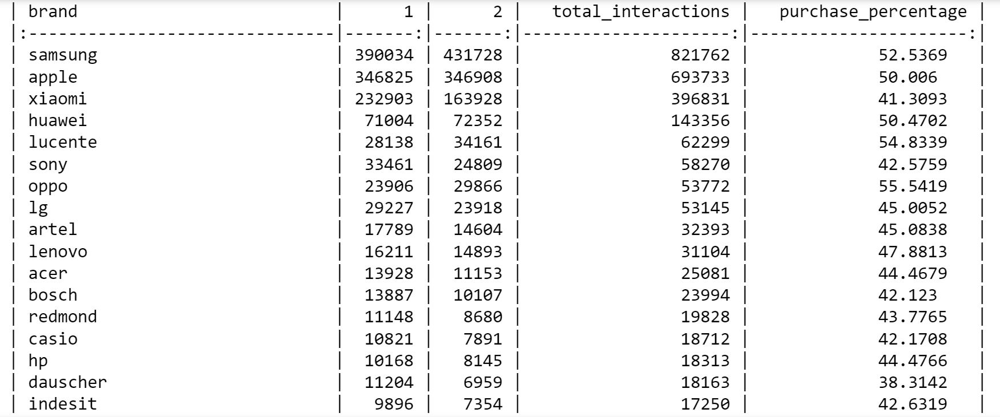 | brand | 1 | 2 | total_interactions | purchase_percentage |
|:-------------------------------|-------:|-------:|---------------------:|----------------------:|
| samsung | 390034 | 431728 | 821762 | 52.5369 |
| apple | 346825 | 346908 | 693733 | 50.006 |
| xiaomi | 232903 | 163928 | 396831 | 41.3093 |
| huawei | 71004 | 72352 | 143356 | 50.4702 |
| lucente | 28138 | 34161 | 62299 | 54.8339 |
| sony | 33461 | 24809 | 58270 | 42.5759 |
| oppo | 23906 | 29866 | 53772 | 55.5419 |
| lg | 29227 | 23918 | 53145 | 45.0052 |
| artel | 17789 | 14604 | 32393 | 45.0838 |
| lenovo | 16211 | 14893 | 31104 | 47.8813 |
| acer | 13928 | 11153 | 25081 | 44.4679 |
| bosch | 13887 | 10107 | 23994 | 42.123 |
| redmond | 11148 | 8680 | 19828 | 43.7765 |
| casio | 10821 | 7891 | 18712 | 42.1708 |
| hp | 10168 | 8145 | 18313 | 44.4766 |
| dauscher | 11204 | 6959 | 18163 | 38.3142 |
| indesit | 9896 | 7354 | 17250 | 42.6319 |